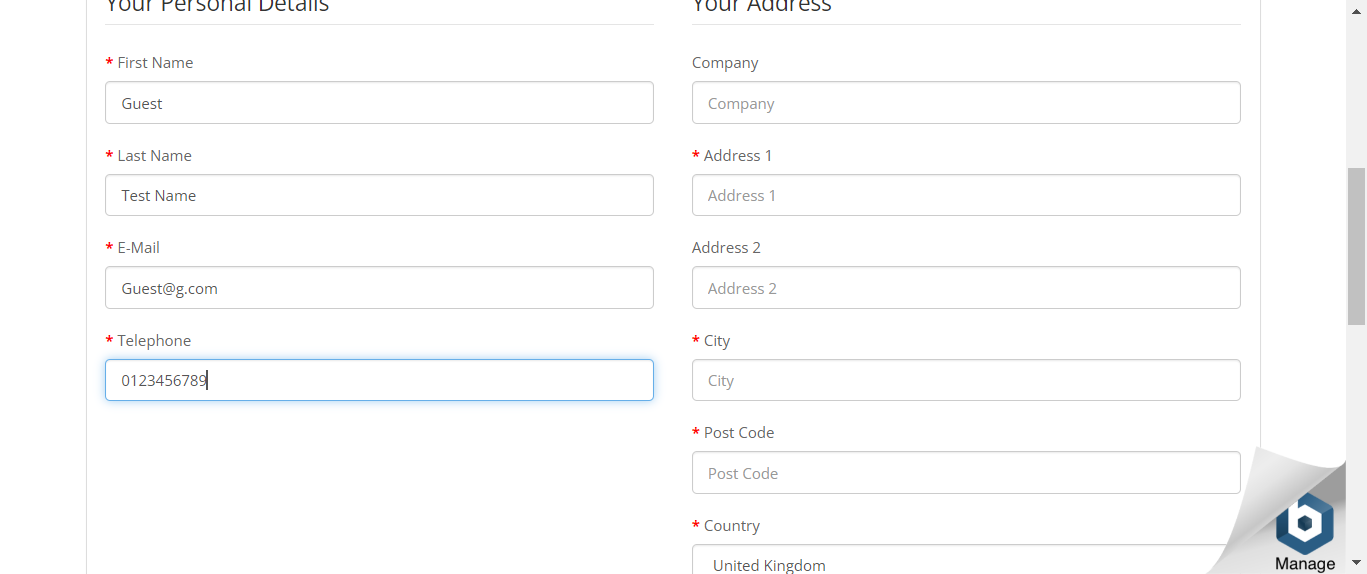 Your Personal Details
* First Name
Guest
* Last Name
Test Name
* E-Mail
Guest@g.com
* Telephone
0123456789
Your Address
Company
Company
* Address 1
Address 1
Address 2
Address 2
* City
City
* Post Code
Post Code
* Country
United Kingdom
Manage